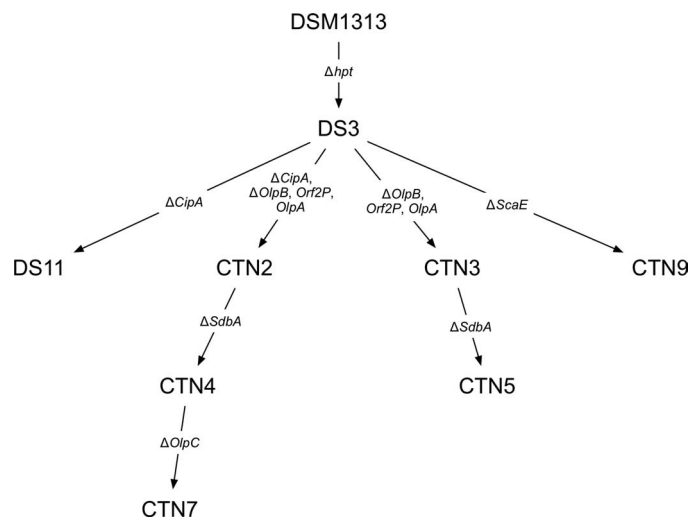 DSM1313
Δhpt
DS3
ΔCipA
ΔCipA,
ΔOlpB, Orf2P,
OlpA
ΔOlpB,
Orf2P, OlpA
ΔScaE
DS11
CTN2
CTN3
CTN9
ΔSdbA
ΔSdbA
CTN4
CTN5
ΔOlpC
CTN7